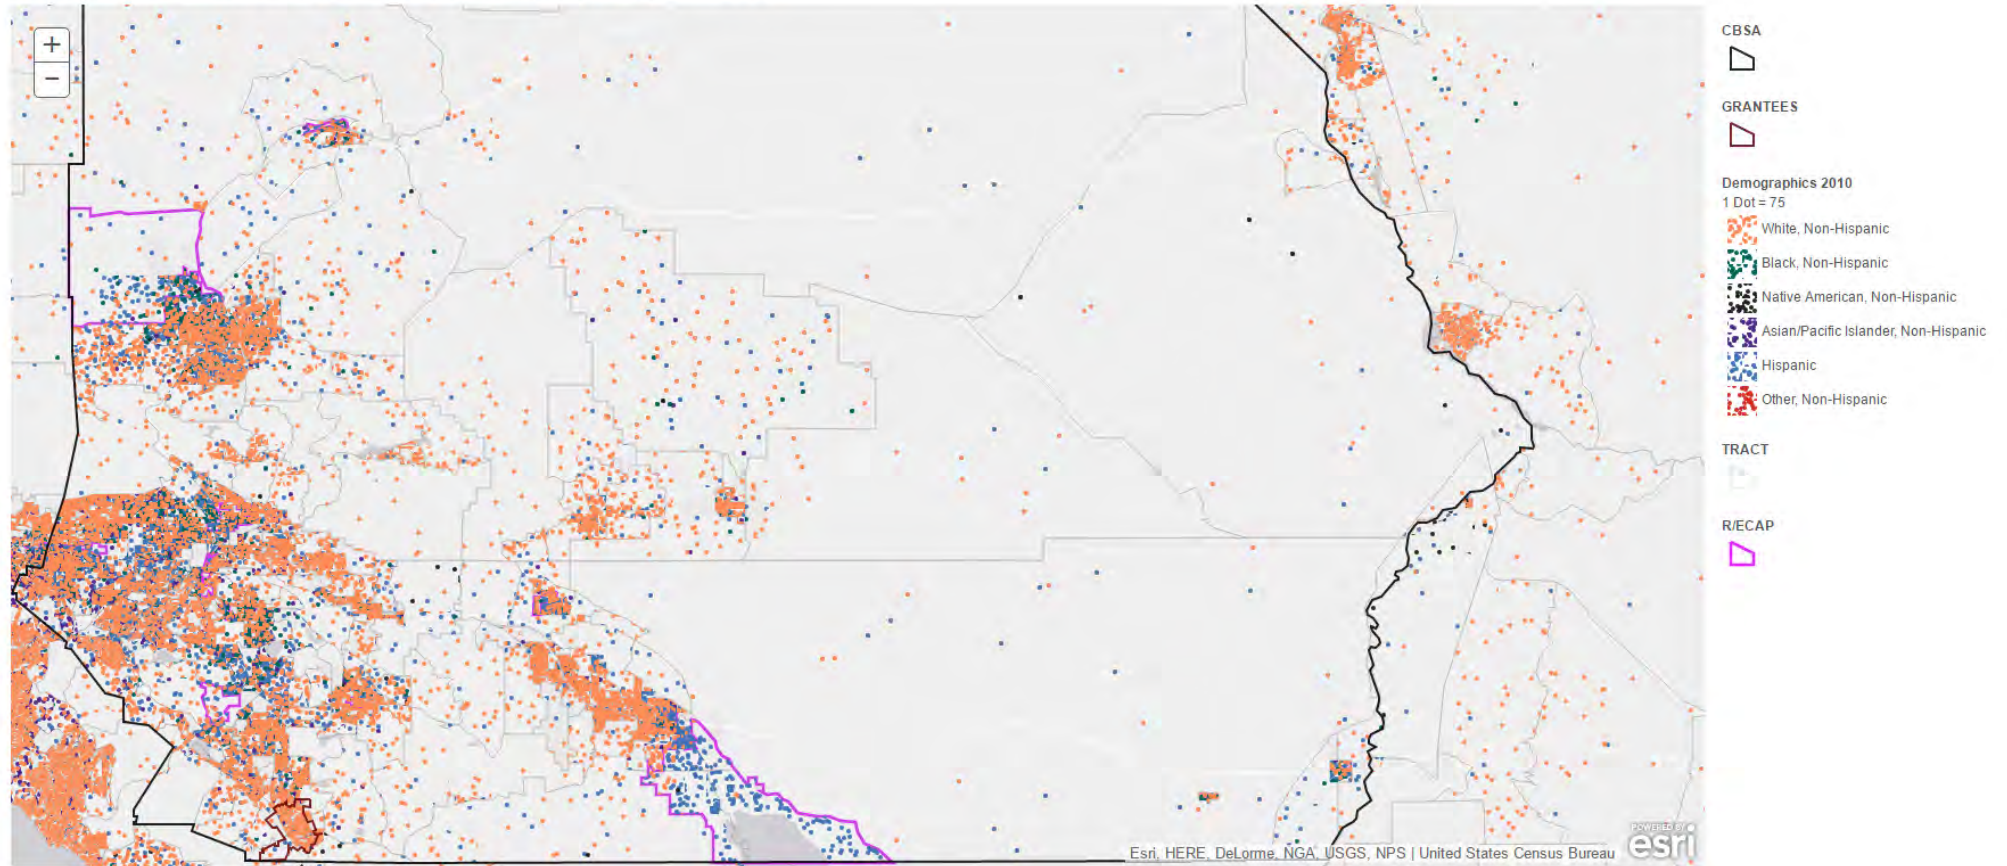 +
−
CBSA
GRANTEES
Demographics 2010
1 Dot = 75
White, Non-Hispanic
Black, Non-Hispanic
Native American, Non-Hispanic
Asian/Pacific Islander, Non-Hispanic
Hispanic
Other, Non-Hispanic
TRACT
R/ECAP
POWERED BY
esri
Esri, HERE, DeLorme, NGA, USGS, NPS | United States Census Bureau